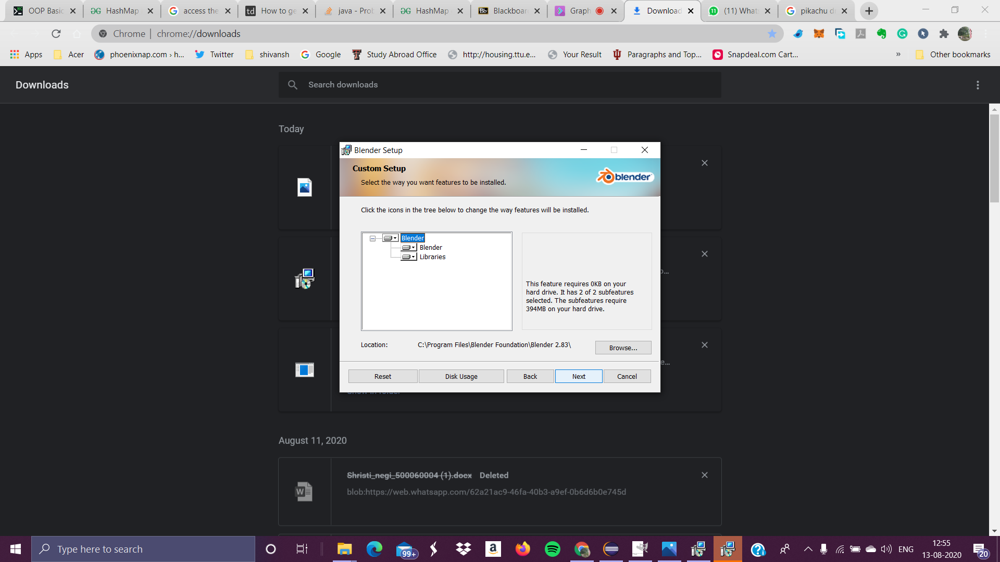 OOP Basic
HashMap
access the
How to ge
java - Prob
HashMap
Blackboar
Graph
Download
(11) What
pikachu d
Chrome | chrome://downloads
Apps
Acer
phoenixnap.com › h...
Twitter
shivansh
Google
Study Abroad Office
http://housing.ttu.e...
Your Result
Paragraphs and Top...
Snapdeal.com Cart...
»
Other bookmarks
Downloads
Search downloads
Today
Blender Setup
Custom Setup
Select the way you want features to be installed.
blender
Click the icons in the tree below to change the way features will be installed.
Blender
Blender
Libraries
This feature requires 0KB on your
hard drive. It has 2 of 2 subfeatures
selected. The subfeatures require
394MB on your hard drive.
Location:
C:\Program Files\Blender Foundation\Blender 2.83\
Browse...
Reset
Disk Usage
Back
Next
Cancel
Show in folder
August 11, 2020
Shristi_negi_500060004 (1).docx Deleted
blob:https://web.whatsapp.com/62a21ac9-46fa-40b3-a9ef-0b6d6b0e745d
Type here to search
99+
ENG
12:55
13-08-2020
20